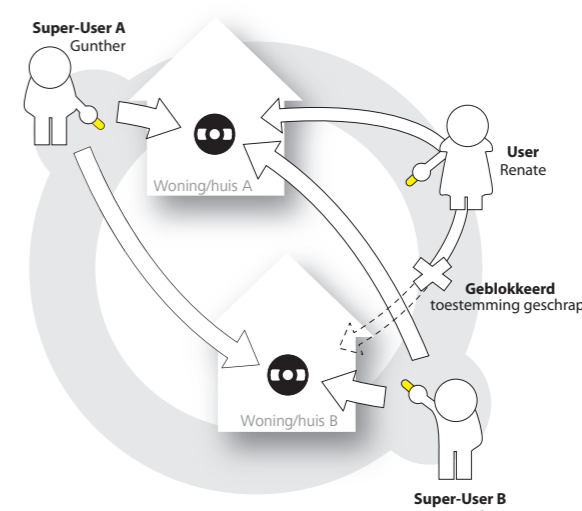 Super-User A
Gunther
Woning/huis A
User
Renate
Geblokkeerd
toestemming geschrap
Woning/huis B
Super-User B